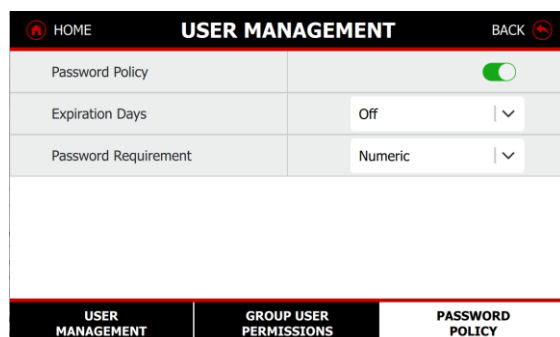 HOME USER MANAGEMENT BACK
Password Policy
Expiration Days Off
Password Requirement Numeric
USER MANAGEMENT
GROUP USER PERMISSIONS
PASSWORD POLICY